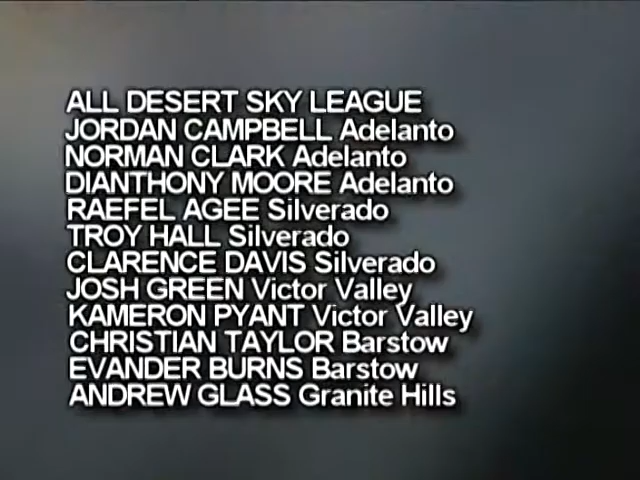 ALL DESERT SKY LEAGUE
JORDAN CAMPBELL Adelanto
NORMAN CLARK Adelanto
DIANTHONY MOORE Adelanto
RAEFEL AGEE Silverado
TROY HALL Silverado
CLARENCE DAVIS Silverado
JOSH GREEN Victor Valley
KAMERON PYANT Victor Valley
CHRISTIAN TAYLOR Barstow
EVANDER BURNS Barstow
ANDREW GLASS Granite Hills